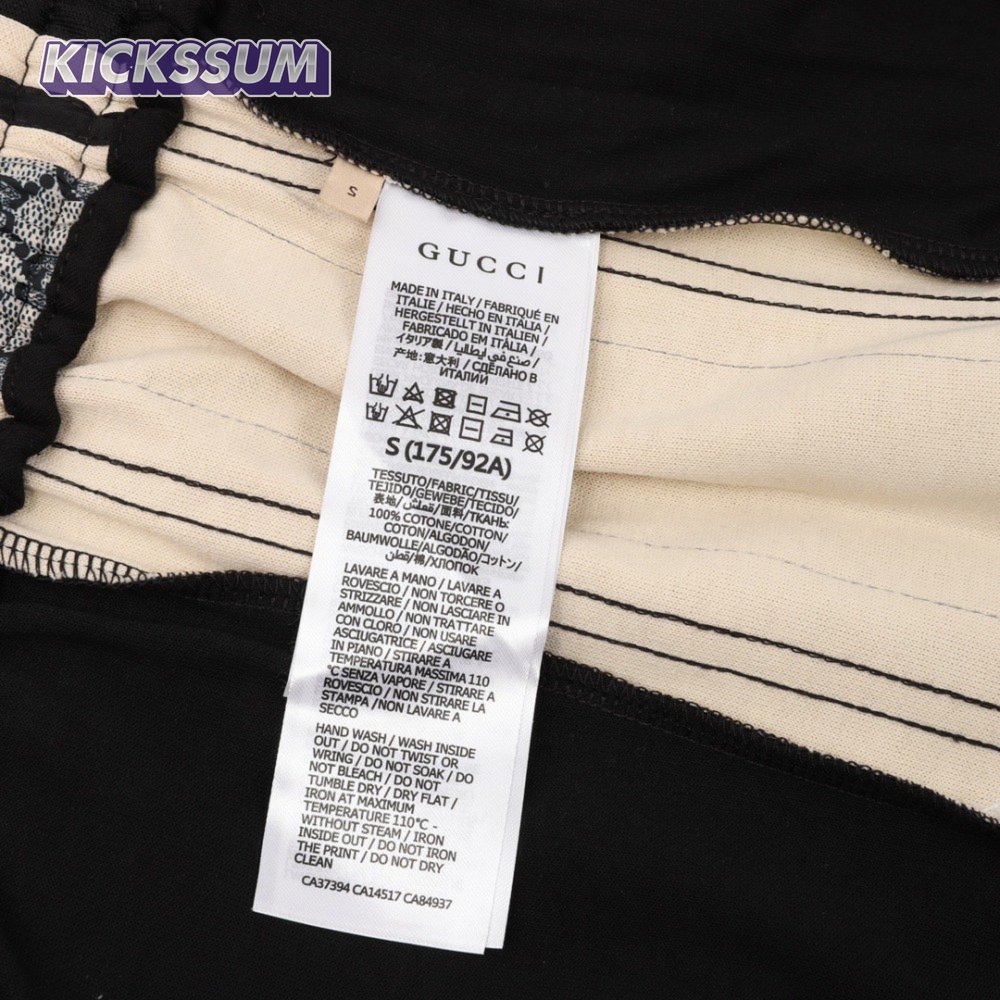 KICKSSUM
S
GUCCI
MADE IN ITALY / FABRIQUÉ EN
ITALIE / HECHO EN ITALIA /
HERGESTELLT IN ITALIEN /
FABRICADO EM ITÁLIA /
イタリア製 / صنع في إيطاليا /
产地:意大利 / СДЕЛАНО В
ИТАЛИИ
S (175/92A)
TESSUTO/FABRIC/TISSU/
TEJIDO/GEWEBE/TECIDO/
表地/قماش/面料/ТКАНЬ:
100% COTONE/COTTON/
COTON/ALGODON/
BAUMWOLLE/ALGODÃO/コットン/
قطن/棉/ХЛОПОК
LAVARE A MANO / LAVARE A
ROVESCIO / NON TORCERE O
STRIZZARE / NON LASCIARE IN
AMMOLLO / NON TRATTARE
CON CLORO / NON USARE
ASCIUGATRICE / ASCIUGARE
IN PIANO / STIRARE A
TEMPERATURA MASSIMA 110
°C SENZA VAPORE / STIRARE A
ROVESCIO / NON STIRARE LA
STAMPA / NON LAVARE A
SECCO
HAND WASH / WASH INSIDE
OUT / DO NOT TWIST OR
WRING / DO NOT SOAK / DO
NOT BLEACH / DO NOT
TUMBLE DRY / DRY FLAT /
IRON AT MAXIMUM
TEMPERATURE 110°C -
WITHOUT STEAM / IRON
INSIDE OUT / DO NOT IRON
THE PRINT / DO NOT DRY
CLEAN
CA37394 CA14517 CA84937